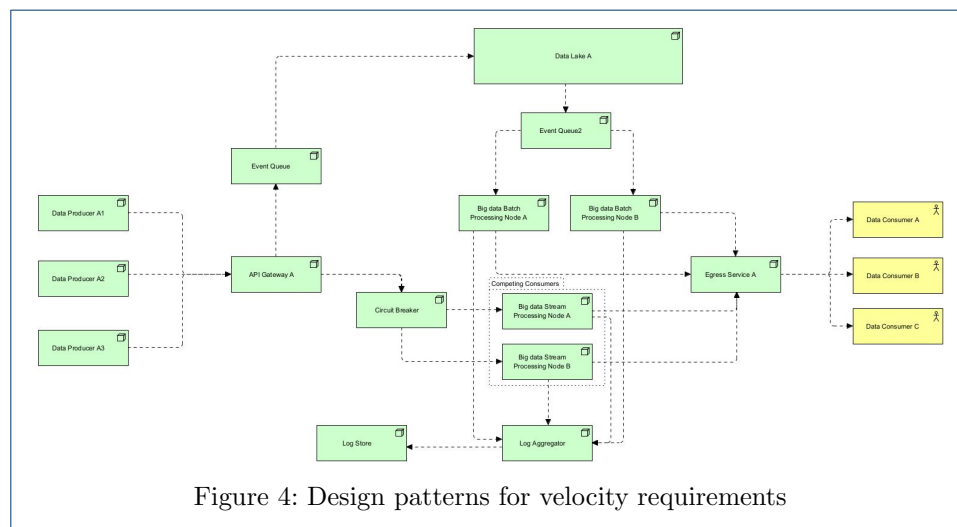 Data Lake A
Event Queue2
Event Queue
Data Producer A1
Big data Batch
Processing Node A
Big data Batch
Processing Node B
Data Consumer A
Data Producer A2
API Gateway A
Egress Service A
Data Consumer B
Competing Consumers
Circuit Breaker
Big data Stream
Processing Node A
Data Consumer C
Data Producer A3
Big data Stream
Processing Node B
Log Store
Log Aggregator
Figure 4: Design patterns for velocity requirements